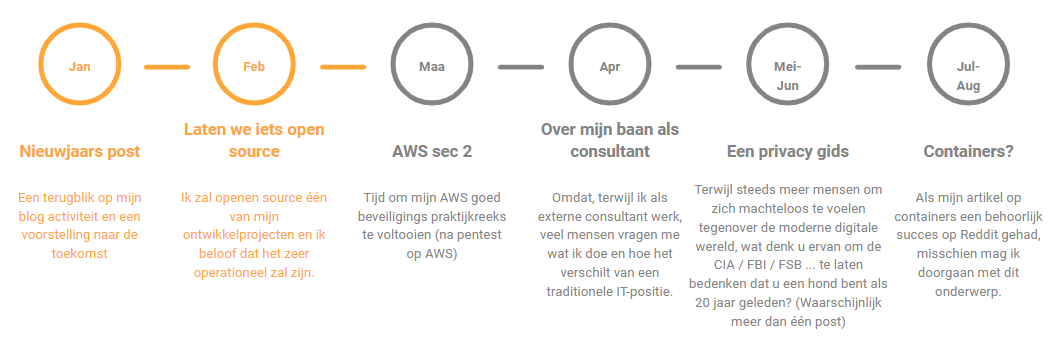 Jan
Nieuwjaars post
Een terugblik op mijn
blog activiteit en een
voorstelling naar de
toekomst
Feb
Laten we iets open
source
Ik zal openen source één
van mijn
ontwikkelprojecten en ik
beloof dat het zeer
operationeel zal zijn.
Maa
AWS sec 2
Tijd om mijn AWS goed
beveiligings praktijkreeks
te voltooien (na pentest
op AWS)
Apr
Over mijn baan als
consultant
Omdat, terwijl ik als
externe consultant werk,
veel mensen vragen me
wat ik doe en hoe het
verschilt van een
traditionele IT-positie.
Mei-
Jun
Een privacy gids
Terwijl steeds meer mensen om
zich machteloos te voelen
tegenover de moderne digitale
wereld, wat denk u ervan om de
CIA / FBI / FSB ... te laten
bedenken dat u een hond bent als
20 jaar geleden? (Waarschijnlijk
meer dan één post)
Jul-
Aug
Containers?
Als mijn artikel op
containers een behoorlijk
succes op Reddit gehad,
misschien mag ik
doorgaan met dit
onderwerp.